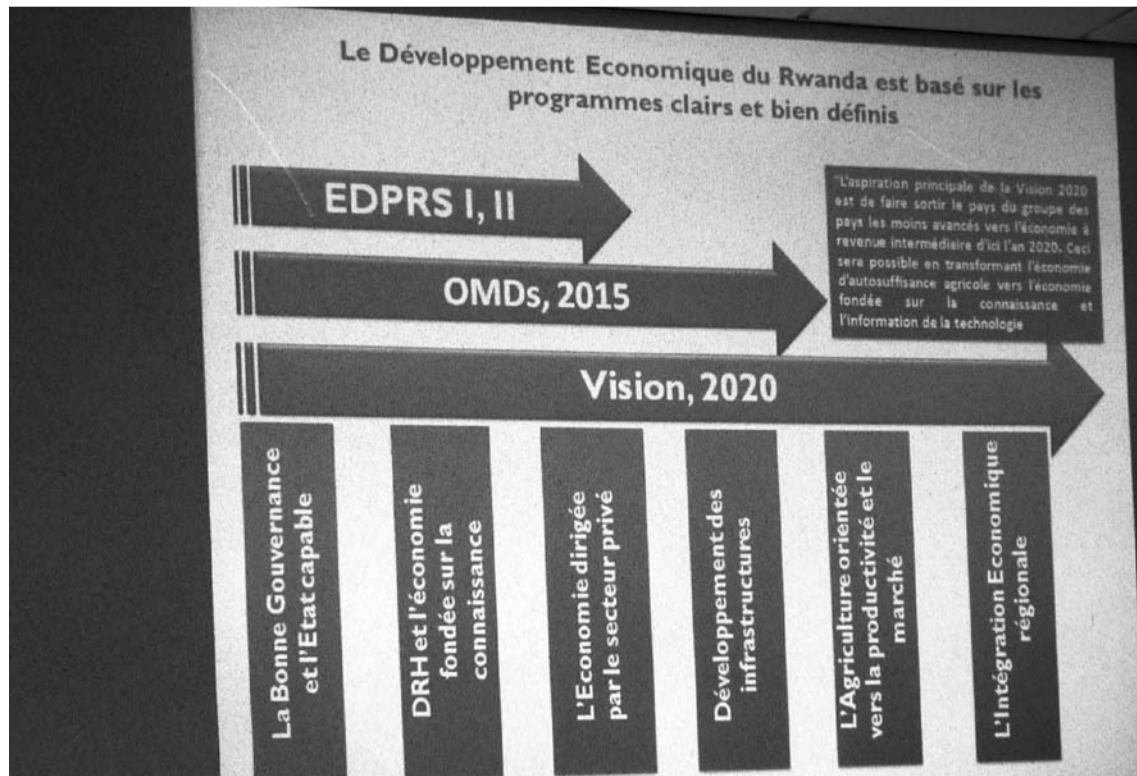 Le Développement Economique du Rwanda est basé sur les
programmes clairs et bien définis
EDPRS I, II
"L'aspiration principale de la Vision 2020
est de faire sortir le pays du groupe des
pays les moins avancés vers l'économie à
revenue intermédiaire d'ici l'an 2020. Ceci
sera possible en transformant l'économie
d'autosuffisance agricole vers l'économie
fondée sur la connaissance et
l'information de la technologie
OMDs, 2015
Vision, 2020
La Bonne Gouvernance
et l'Etat capable
DRH et l'économie
fondée sur la
connaissance
L'Economie dirigée
par le secteur privé
Développement des
infrastructures
L'Agriculture orientée
vers la productivité et le
marché
L'Intégration Economique
régionale